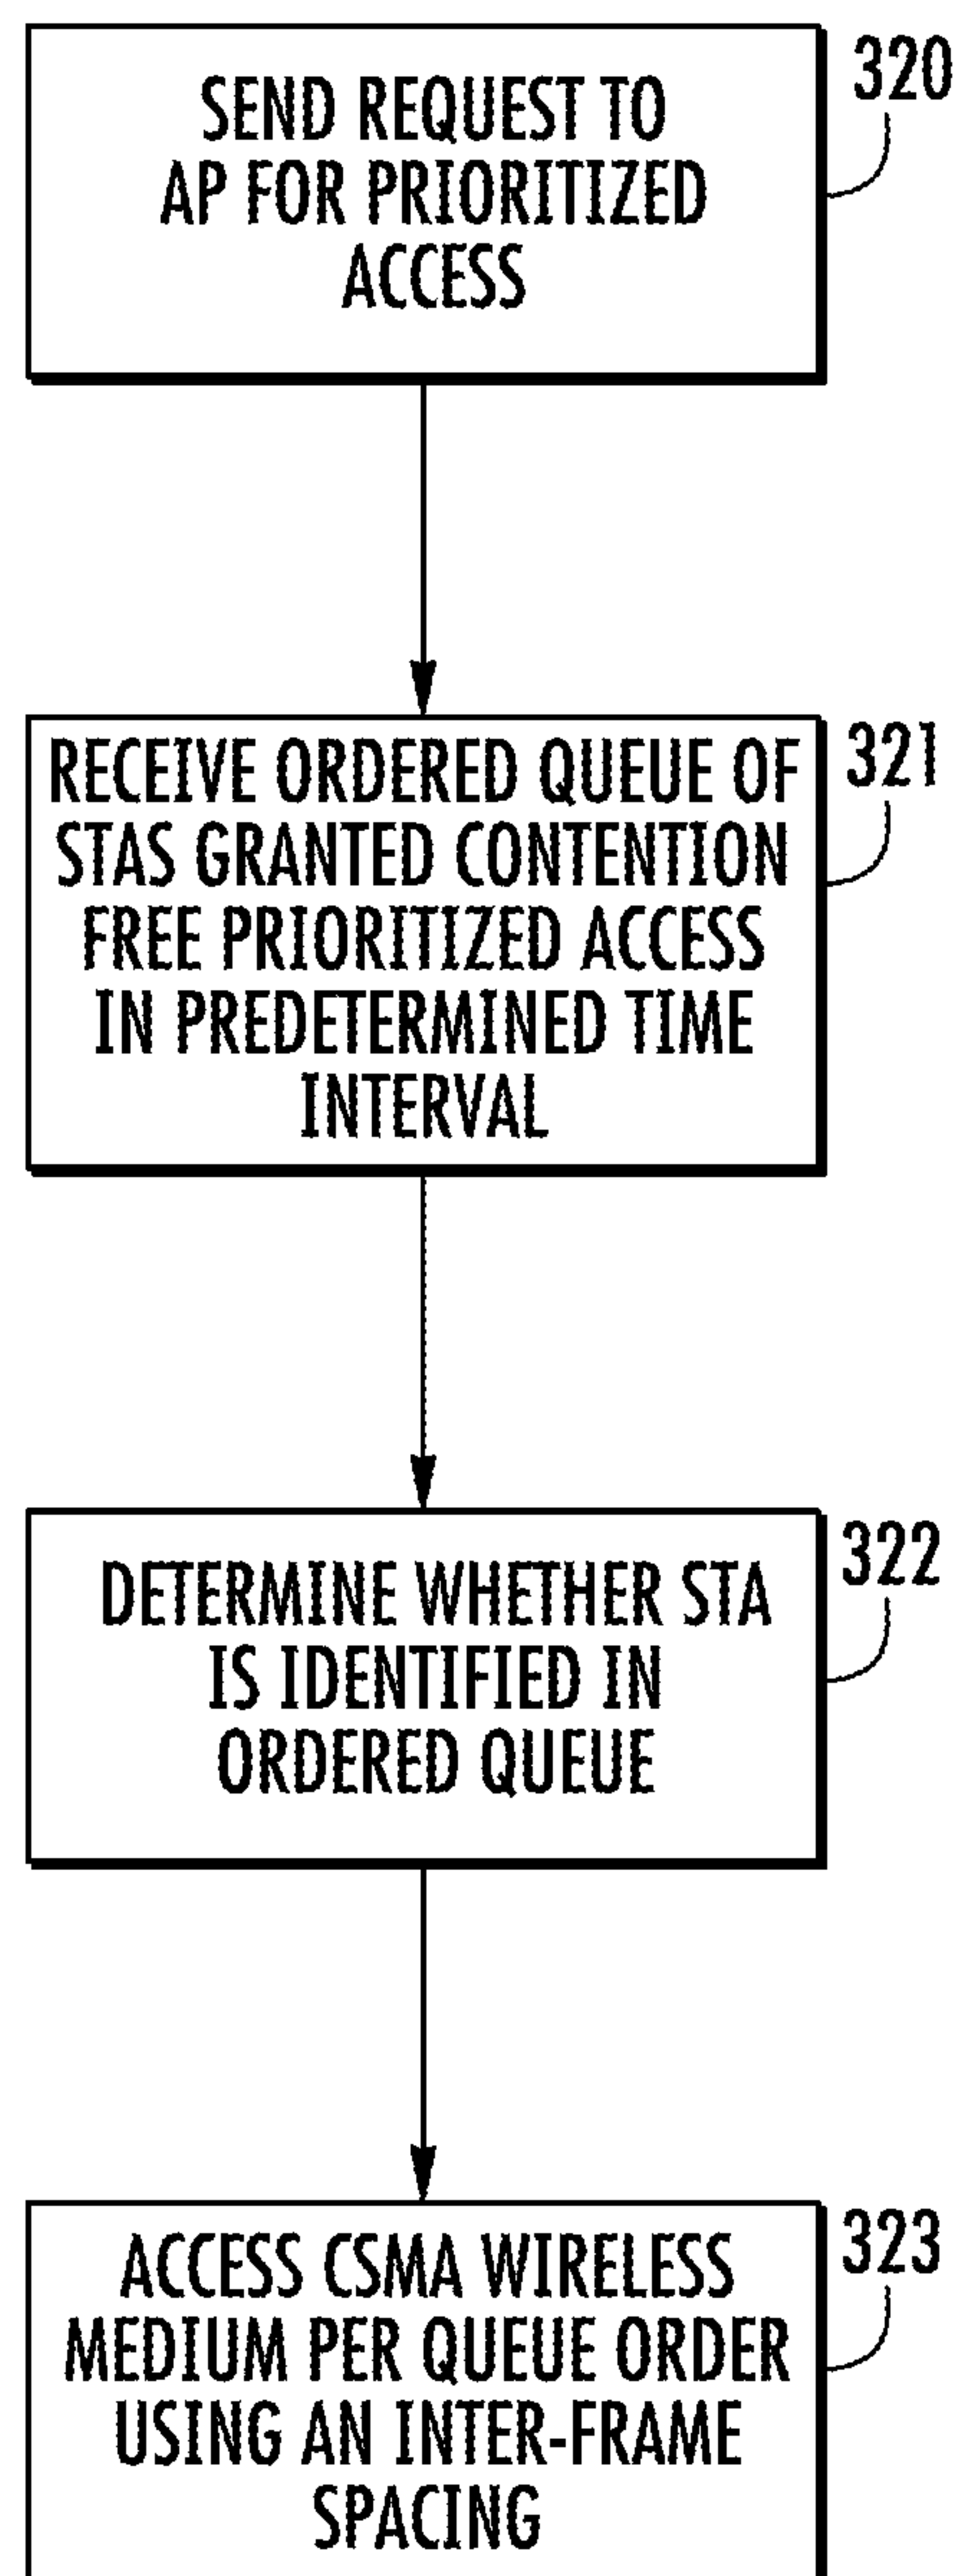 SEND REQUEST TO
AP FOR PRIORITIZED
ACCESS
320
RECEIVE ORDERED QUEUE OF
STAS GRANTED CONTENTION
FREE PRIORITIZED ACCESS
IN PREDETERMINED TIME
INTERVAL
321
DETERMINE WHETHER STA
IS IDENTIFIED IN
ORDERED QUEUE
322
ACCESS CSMA WIRELESS
MEDIUM PER QUEUE ORDER
USING AN INTER-FRAME
SPACING
323